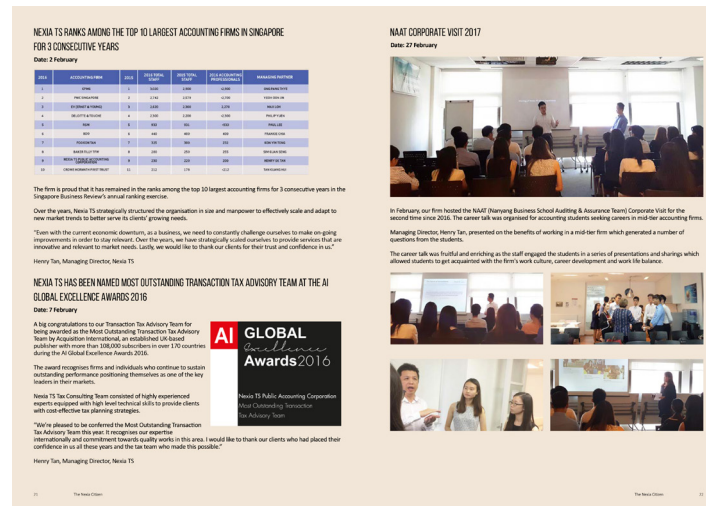 NEXIA TS RANKS AMONG THE TOP 10 LARGEST ACCOUNTING FIRMS IN SINGAPORE
FOR 3 CONSECUTIVE YEARS
Date: 2 February
ACCOUNTING FIRM
MANAGING PARTNER
The firm is proud that it has remained in the ranks among the top 10 largest accounting firms for 3 consecutive years in the
Singapore Business Review's annual ranking exercise.
Over the years, Nexia TS strategically structured the organisation in size and manpower to effectively scale and adapt to
new market trends to better serve its clients' growing needs.
"Even with the current economic downturn, as a business, we need to constantly challenge ourselves to make on-going
improvements in order to stay relevant. Over the years, we have strategically scaled ourselves to provide services that are
innovative and relevant to market needs. Lastly, we would like to thank our clients for their trust and confidence in us."
Henry Tan, Managing Director, Nexia TS
NEXIA TS HAS BEEN NAMED MOST OUTSTANDING TRANSACTION TAX ADVISORY TEAM AT THE AI
GLOBAL EXCELLENCE AWARDS 2016
Date: 7 February
A big congratulations to our Transaction Tax Advisory Team for
being awarded as the Most Outstanding Transaction Tax Advisory
Team by Acquisition International, an established UK-based
publisher with more than 108,000 subscribers in over 170 countries
during the AI Global Excellence Awards 2016.
The award recognises firms and individuals who continue to sustain
outstanding performance positioning themselves as one of the key
leaders in their markets.
Nexia TS Tax Consulting Team consisted of highly experienced
experts equipped with high level technical skills to provide clients
with cost-effective tax planning strategies.
"We're pleased to be conferred the Most Outstanding Transaction
Tax Advisory Team this year. It recognises our expertise
internationally and commitment towards quality works in this area. I would like to thank our clients who had placed their
confidence in us all these years and the tax team who made this possible."
Henry Tan, Managing Director, Nexia TS
AI GLOBAL
Excellence
Awards2016
Nexia TS Public Accounting Corporation
Most Outstanding Transaction
Tax Advisory Team
The Nexia Citizen
NAAT CORPORATE VISIT 2017
Date: 27 February
In February, our firm hosted the NAAT (Nanyang Business School Auditing & Assurance Team) Corporate Visit for the
second time since 2016. The career talk was organised for accounting students seeking careers in mid-tier accounting firms.
Managing Director, Henry Tan, presented on the benefits of working in a mid-tier firm which generated a number of
questions from the students.
The career talk was fruitful and enriching as the staff engaged the students in a series of presentations and sharings which
allowed students to get acquainted with the firm's work culture, career development and work life balance.
The Nexia Citizen